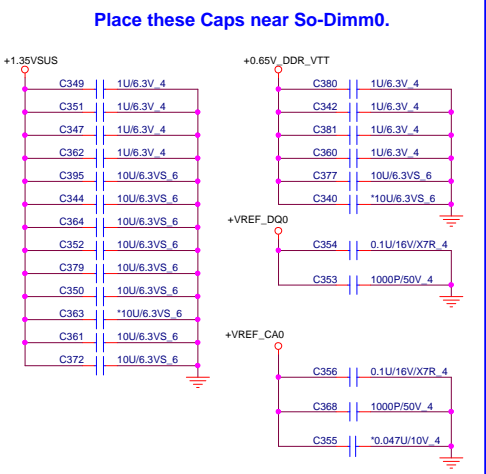 Place these Caps near So-Dimm0.
+1.35VSUS
C349 1U/6.3V_4
C351 1U/6.3V_4
C347 1U/6.3V_4
C362 1U/6.3V_4
C395 10U/6.3VS_6
C344 10U/6.3VS_6
C364 10U/6.3VS_6
C352 10U/6.3VS_6
C379 10U/6.3VS_6
C350 10U/6.3VS_6
C363 *10U/6.3VS_6
C361 10U/6.3VS_6
C372 10U/6.3VS_6
+0.65V_DDR_VTT
C380 1U/6.3V_4
C342 1U/6.3V_4
C381 1U/6.3V_4
C360 1U/6.3V_4
C377 10U/6.3VS_6
C340 *10U/6.3VS_6
+VREF_DQ0
C354 0.1U/16V/X7R_4
C353 1000P/50V_4
+VREF_CA0
C356 0.1U/16V/X7R_4
C368 1000P/50V_4
C355 *0.047U/10V_4